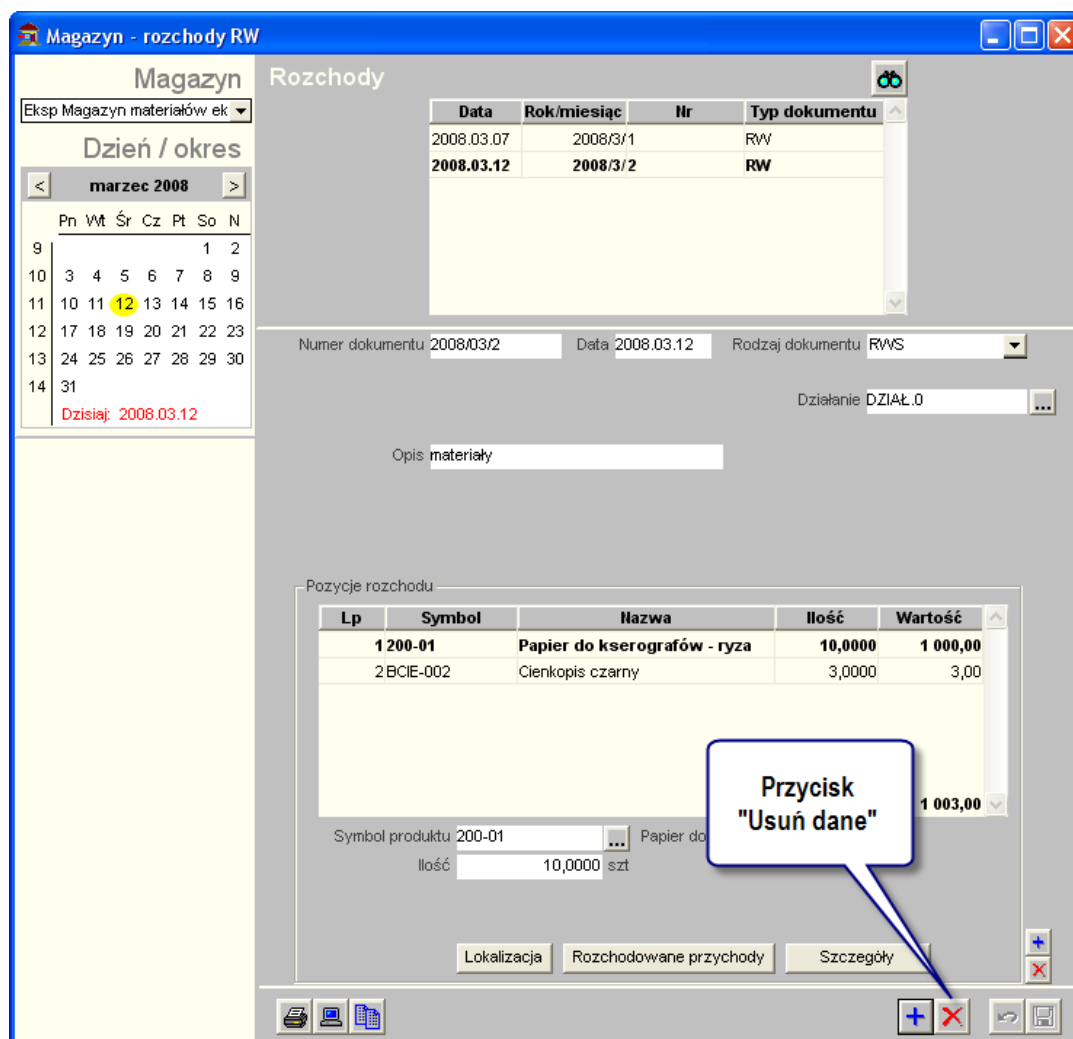 Magazyn - rozchody RW
Magazyn
Eksp Magazyn materiałów ek
Dzień / okres
< marzec 2008 >
Pn Wt Śr Cz Pt So N
9 1 2
10 3 4 5 6 7 8 9
11 10 11 12 13 14 15 16
12 17 18 19 20 21 22 23
13 24 25 26 27 28 29 30
14 31
Dzisiaj: 2008.03.12
Rozchody
Data Rok/miesiąc Nr Typ dokumentu
2008.03.07 2008/3/ 1 RW
2008.03.12 2008/3/ 2 RW
Numer dokumentu 2008/03/2 Data 2008.03.12 Rodzaj dokumentu RWS
Działanie DZIAŁ.0 ...
Opis materiały
Pozycje rozchodu
Lp Symbol Nazwa Ilość Wartość
1 200-01 Papier do kserografów - ryza 10,0000 1 000,00
2 BCIE-002 Cienkopis czarny 3,0000 3,00
1 003,00
Przycisk
"Usuń dane"
Symbol produktu 200-01 ... Papier do
Ilość 10,0000 szt
Lokalizacja Rozchodowane przychody Szczegóły